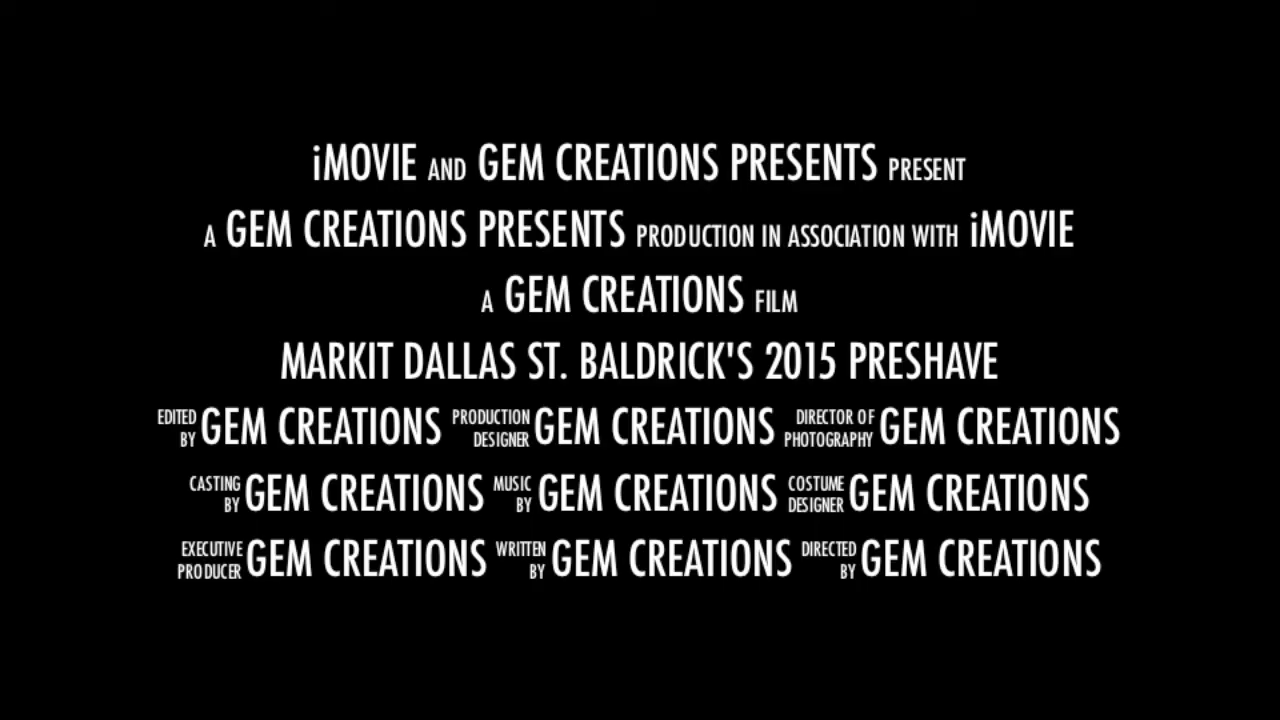 iMOVIE AND GEM CREATIONS PRESENTS PRESENT
A GEM CREATIONS PRESENTS PRODUCTION IN ASSOCIATION WITH iMOVIE
A GEM CREATIONS FILM
MARKIT DALLAS ST. BALDRICK'S 2015 PRESHAVE
EDITED BY GEM CREATIONS PRODUCTION DESIGNER GEM CREATIONS DIRECTOR OF PHOTOGRAPHY GEM CREATIONS
CASTING BY GEM CREATIONS MUSIC BY GEM CREATIONS COSTUME DESIGNER GEM CREATIONS
EXECUTIVE PRODUCER GEM CREATIONS WRITTEN BY GEM CREATIONS DIRECTED BY GEM CREATIONS